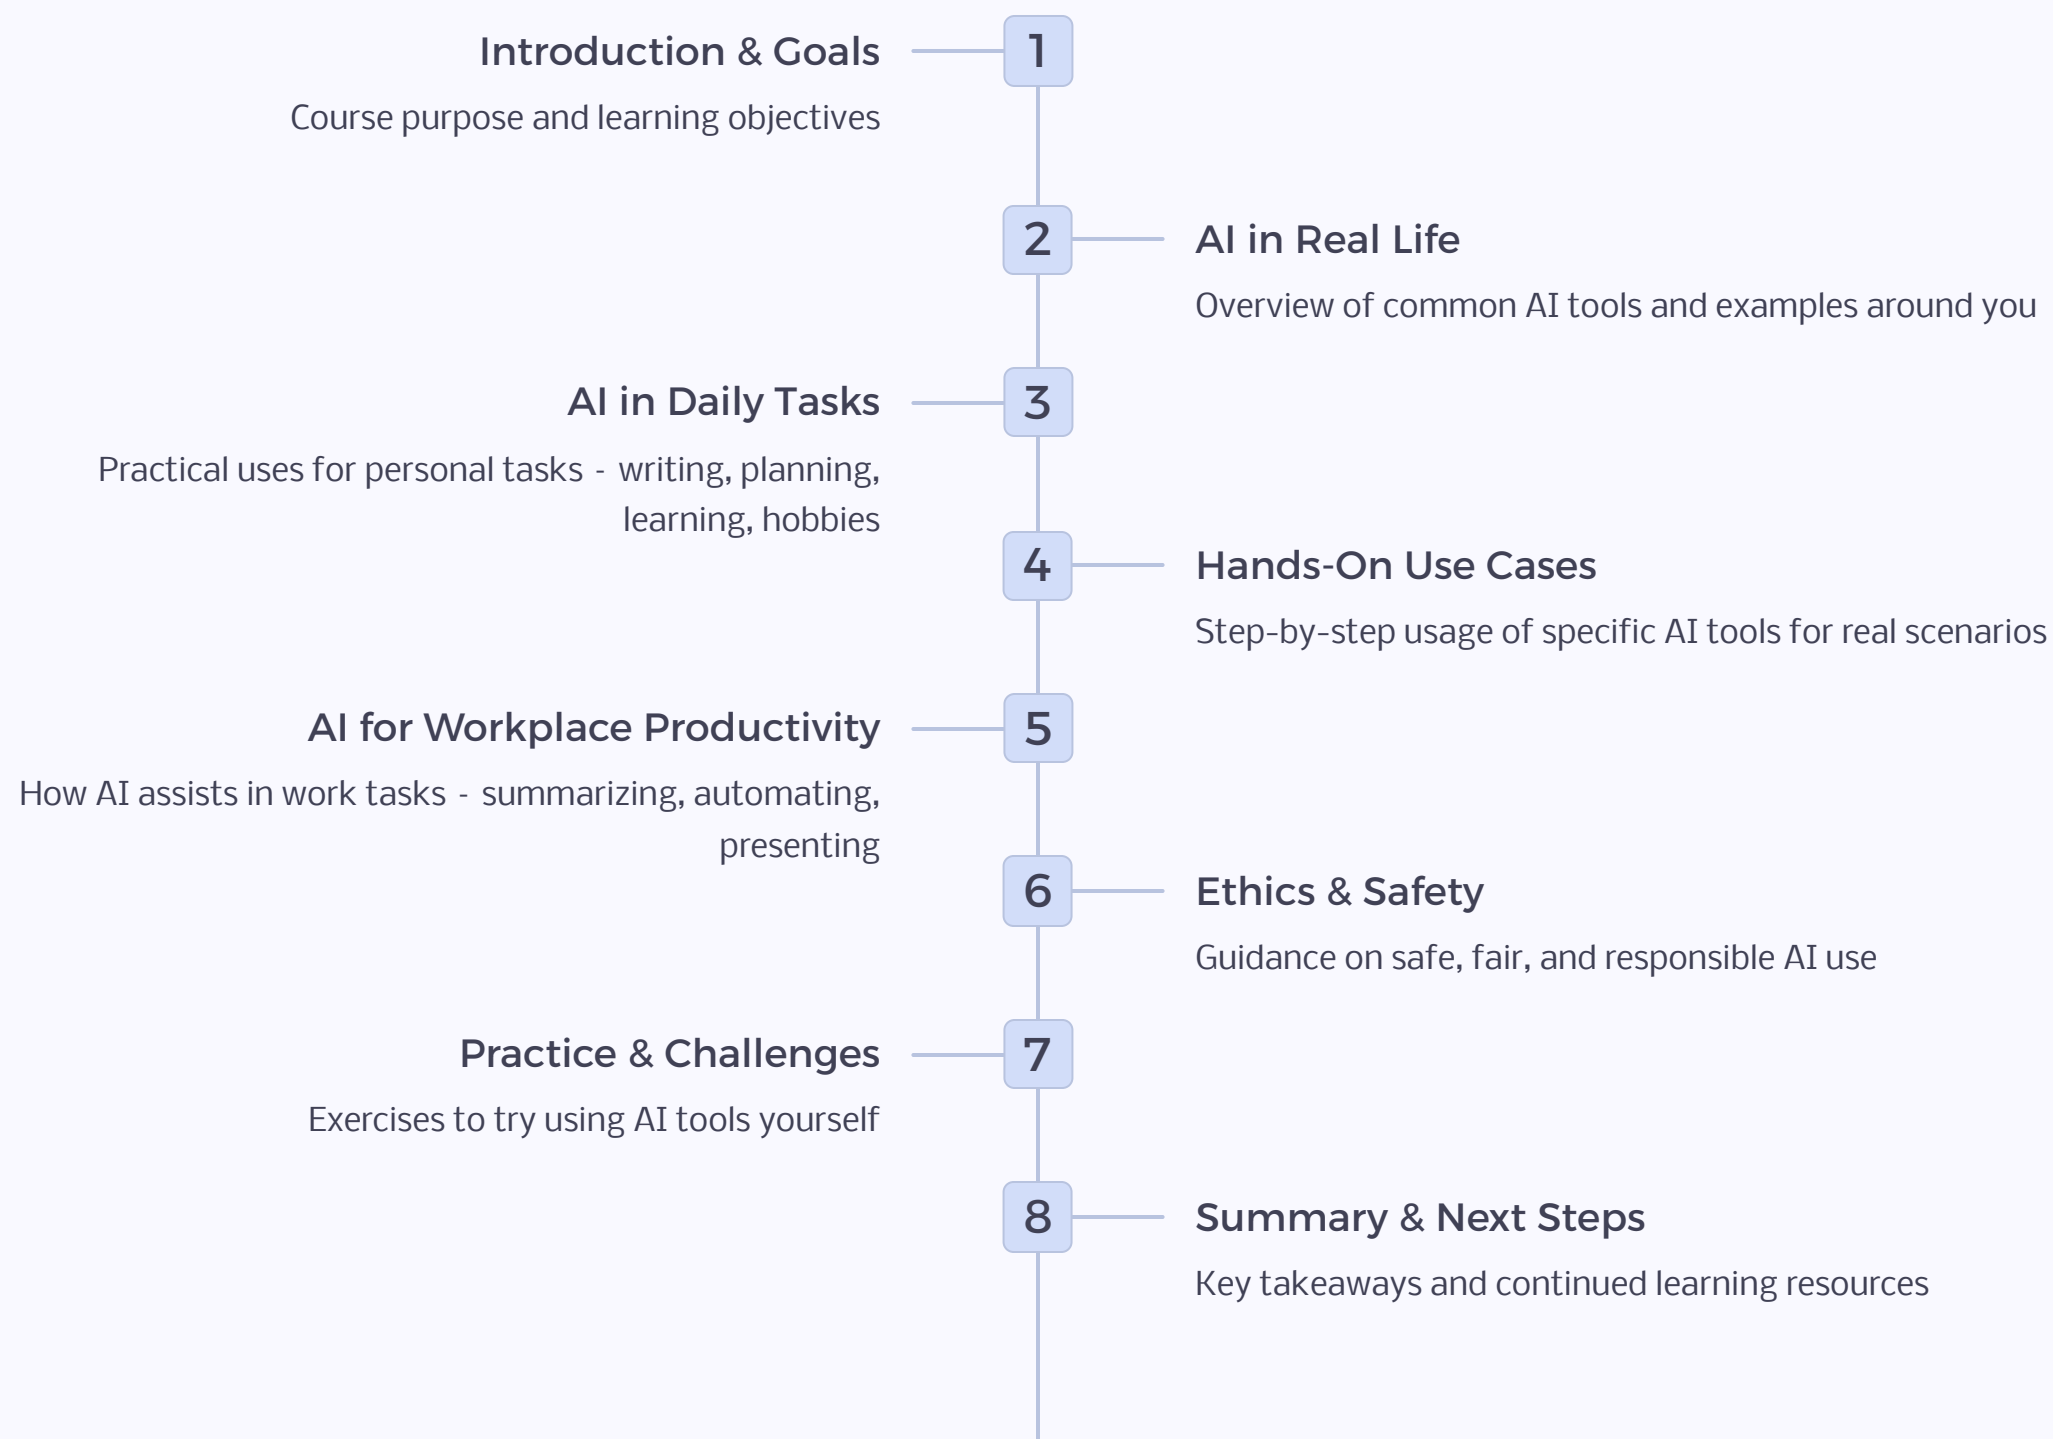 Introduction & Goals
1
Course purpose and learning objectives
2
AI in Real Life
Overview of common AI tools and examples around you
AI in Daily Tasks
3
Practical uses for personal tasks - writing, planning,
learning, hobbies
4
Hands-On Use Cases
Step-by-step usage of specific AI tools for real scenarios
AI for Workplace Productivity
5
How AI assists in work tasks - summarizing, automating,
presenting
6
Ethics & Safety
Guidance on safe, fair, and responsible AI use
Practice & Challenges
7
Exercises to try using AI tools yourself
8
Summary & Next Steps
Key takeaways and continued learning resources